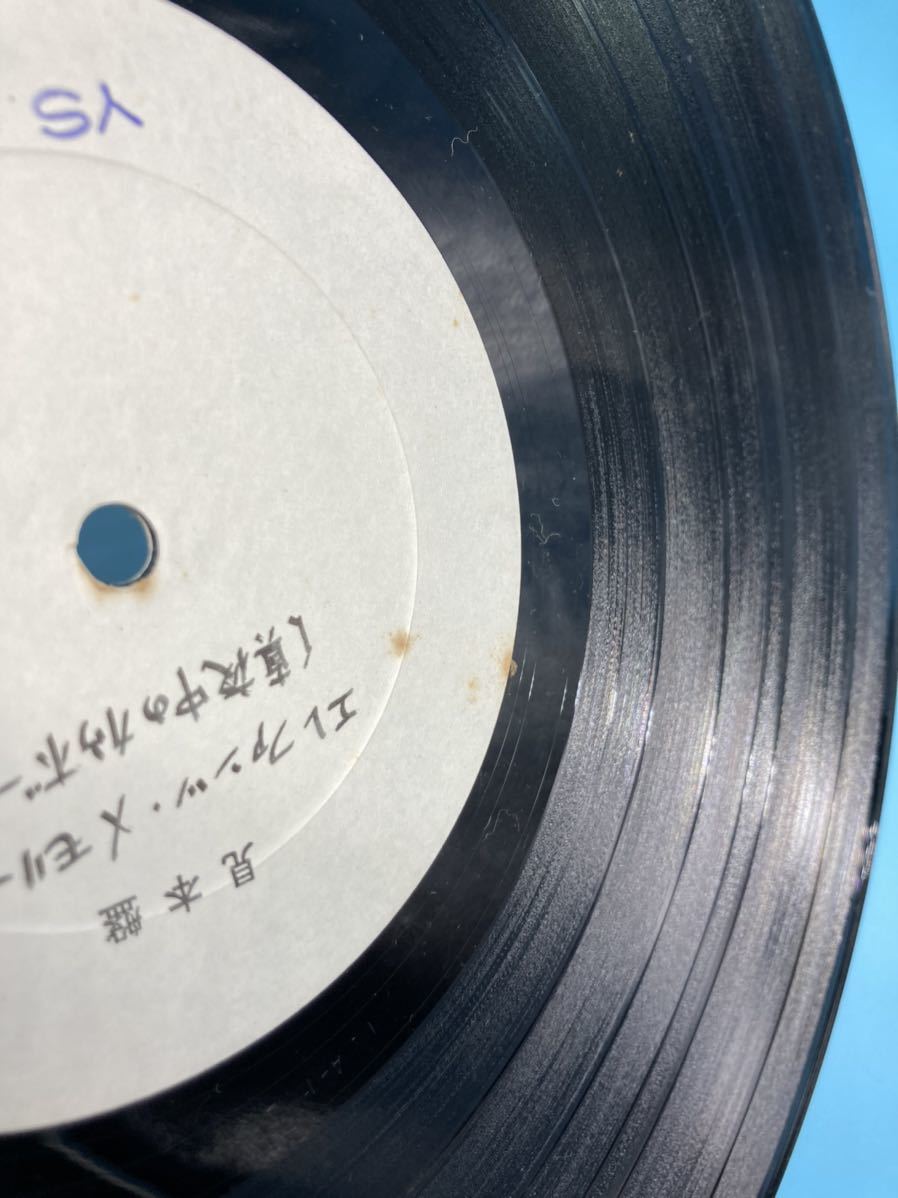 見本盤
エレファンツ・メモリー
(真夜中のカウボー
YS